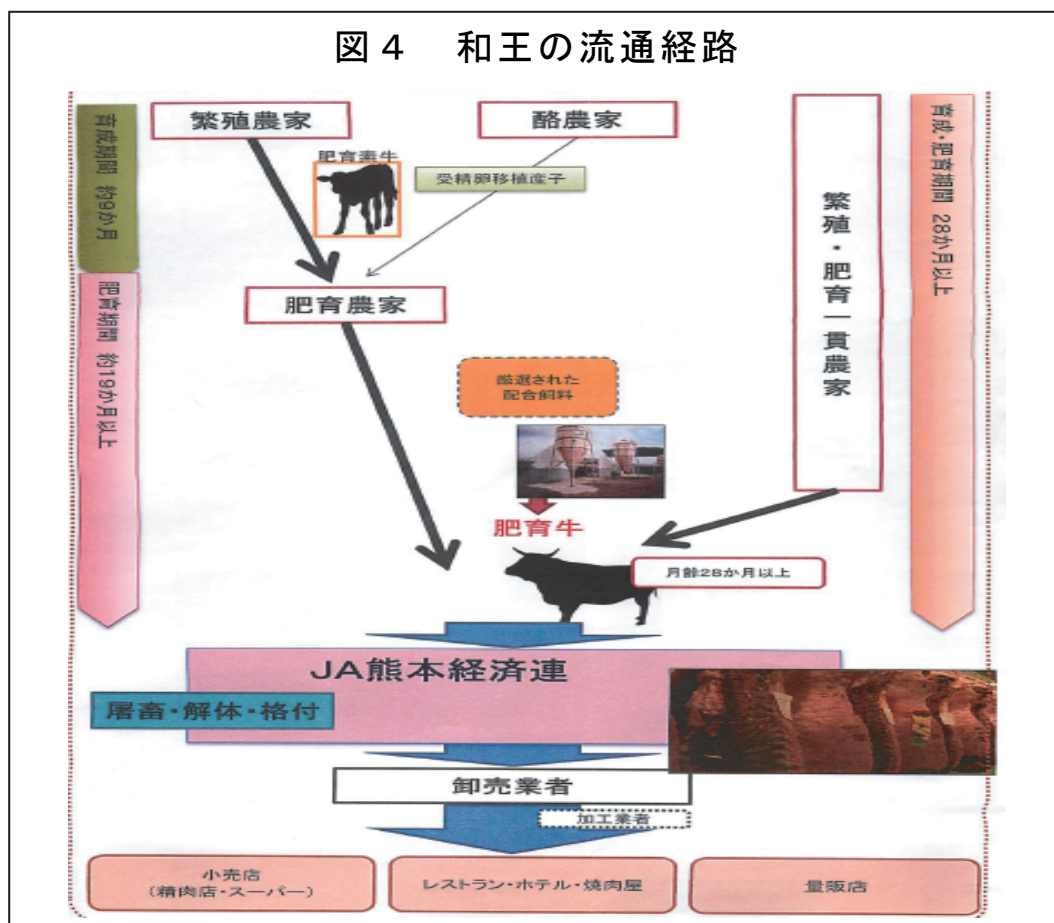 図４　和王の流通経路
繁殖農家
酪農家
肥育素牛
受精卵移植産子
育成期間 約9か月
肥育農家
肥育期間 約19か月以上
繁殖・肥育一貫農家
育成・肥育期間 28か月以上
厳選された
配合飼料
肥育牛
月齢28か月以上
JA熊本経済連
屠畜・解体・格付
卸売業者
加工業者
小売店
(精肉店・スーパー)
レストラン・ホテル・焼肉屋
量販店